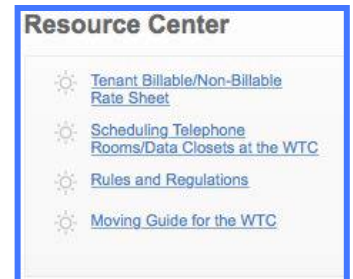 Resource Center
Tenant Billable/Non-Billable
Rate Sheet
Scheduling Telephone
Rooms/Data Closets at the WTC
Rules and Regulations
Moving Guide for the WTC